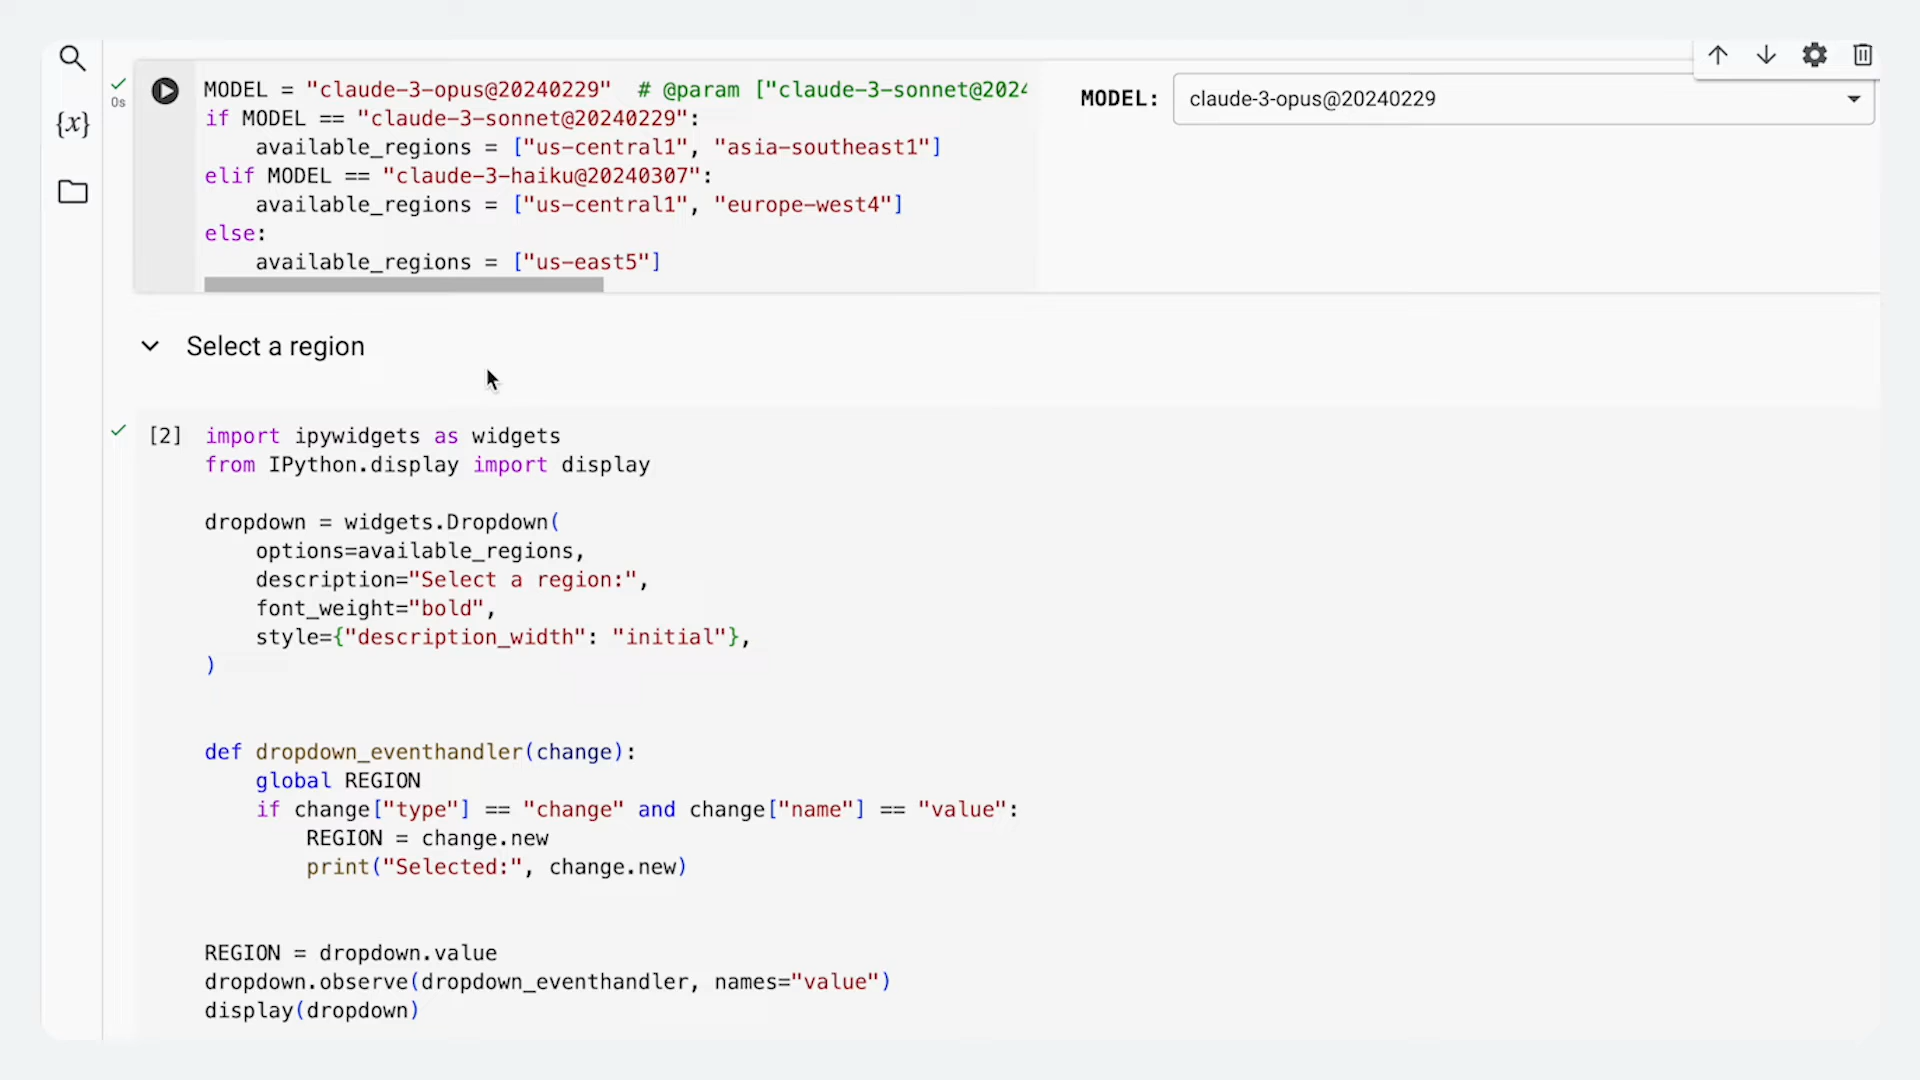 MODEL = "claude-3-opus@20240229"  # @param ["claude-3-sonnet@2024
if MODEL == "claude-3-sonnet@20240229":
    available_regions = ["us-central1", "asia-southeast1"]
elif MODEL == "claude-3-haiku@20240307":
    available_regions = ["us-central1", "europe-west4"]
else:
    available_regions = ["us-east5"]
0s
{x}
MODEL: claude-3-opus@20240229
Select a region
[2]
import ipywidgets as widgets
from IPython.display import display
dropdown = widgets.Dropdown(
    options=available_regions,
    description="Select a region:",
    font_weight="bold",
    style={"description_width": "initial"},
)
def dropdown_eventhandler(change):
    global REGION
    if change["type"] == "change" and change["name"] == "value":
        REGION = change.new
        print("Selected:", change.new)
REGION = dropdown.value
dropdown.observe(dropdown_eventhandler, names="value")
display(dropdown)